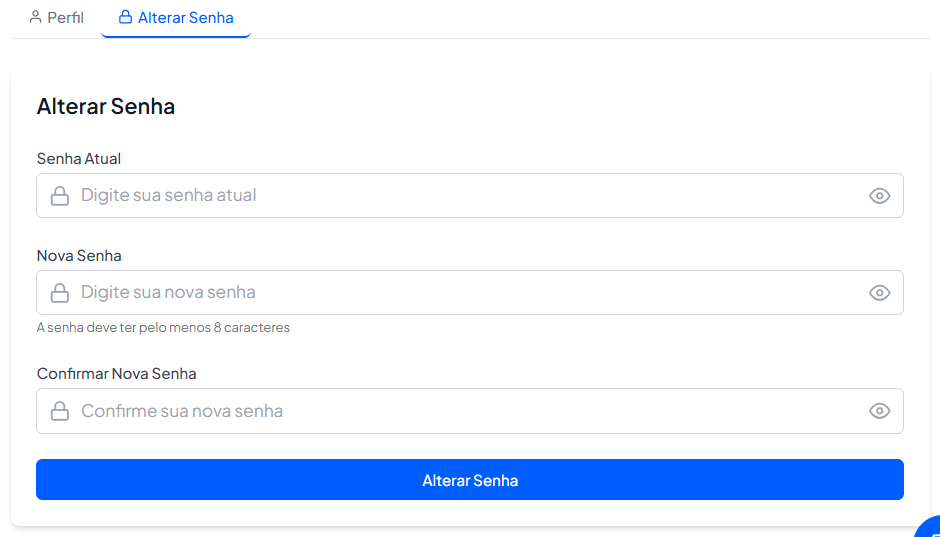 Perfil
Alterar Senha
Alterar Senha
Senha Atual
Digite sua senha atual
Nova Senha
Digite sua nova senha
A senha deve ter pelo menos 8 caracteres
Confirmar Nova Senha
Confirme sua nova senha
Alterar Senha